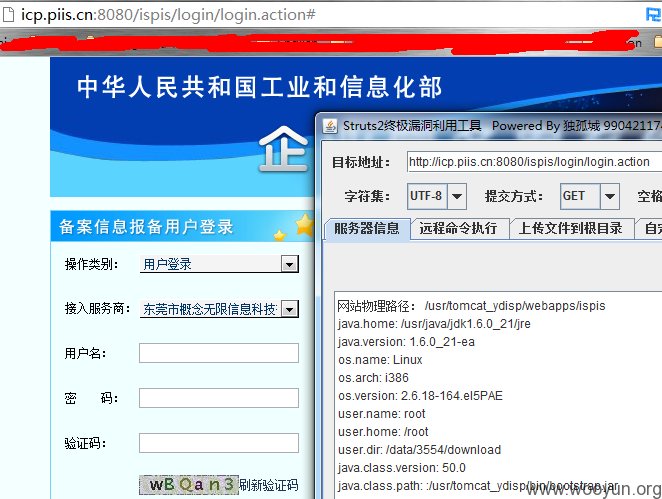 icp.piis.cn:8080/ispis/login/login.action#
中华人民共和国工业和信息化部
企
Struts2终极漏洞利用工具 Powered By 独孤城 99042117
目标地址： http://icp.piis.cn:8080/ispis/login/login.action
字符集： UTF-8 提交方式： GET 空格
服务器信息 远程命令执行 上传文件到根目录 自定
备案信息报备用户登录
操作类别： 用户登录
接入服务商： 东莞市概念无限信息科技
用户名：
密 码：
验证码：
wBQan3 刷新验证码
网站物理路径： /usr/tomcat_ydisp/webapps/ispis
java.home: /usr/java/jdk1.6.0_21/jre
java.version: 1.6.0_21-ea
os.name: Linux
os.arch: i386
os.version: 2.6.18-164.el5PAE
user.name: root
user.home: /root
user.dir: /data/3554/download
java.class.version: 50.0
java.class.path: :/usr/tomcat_ydisp/bin/bootstrap.jar
www.wooyun.org